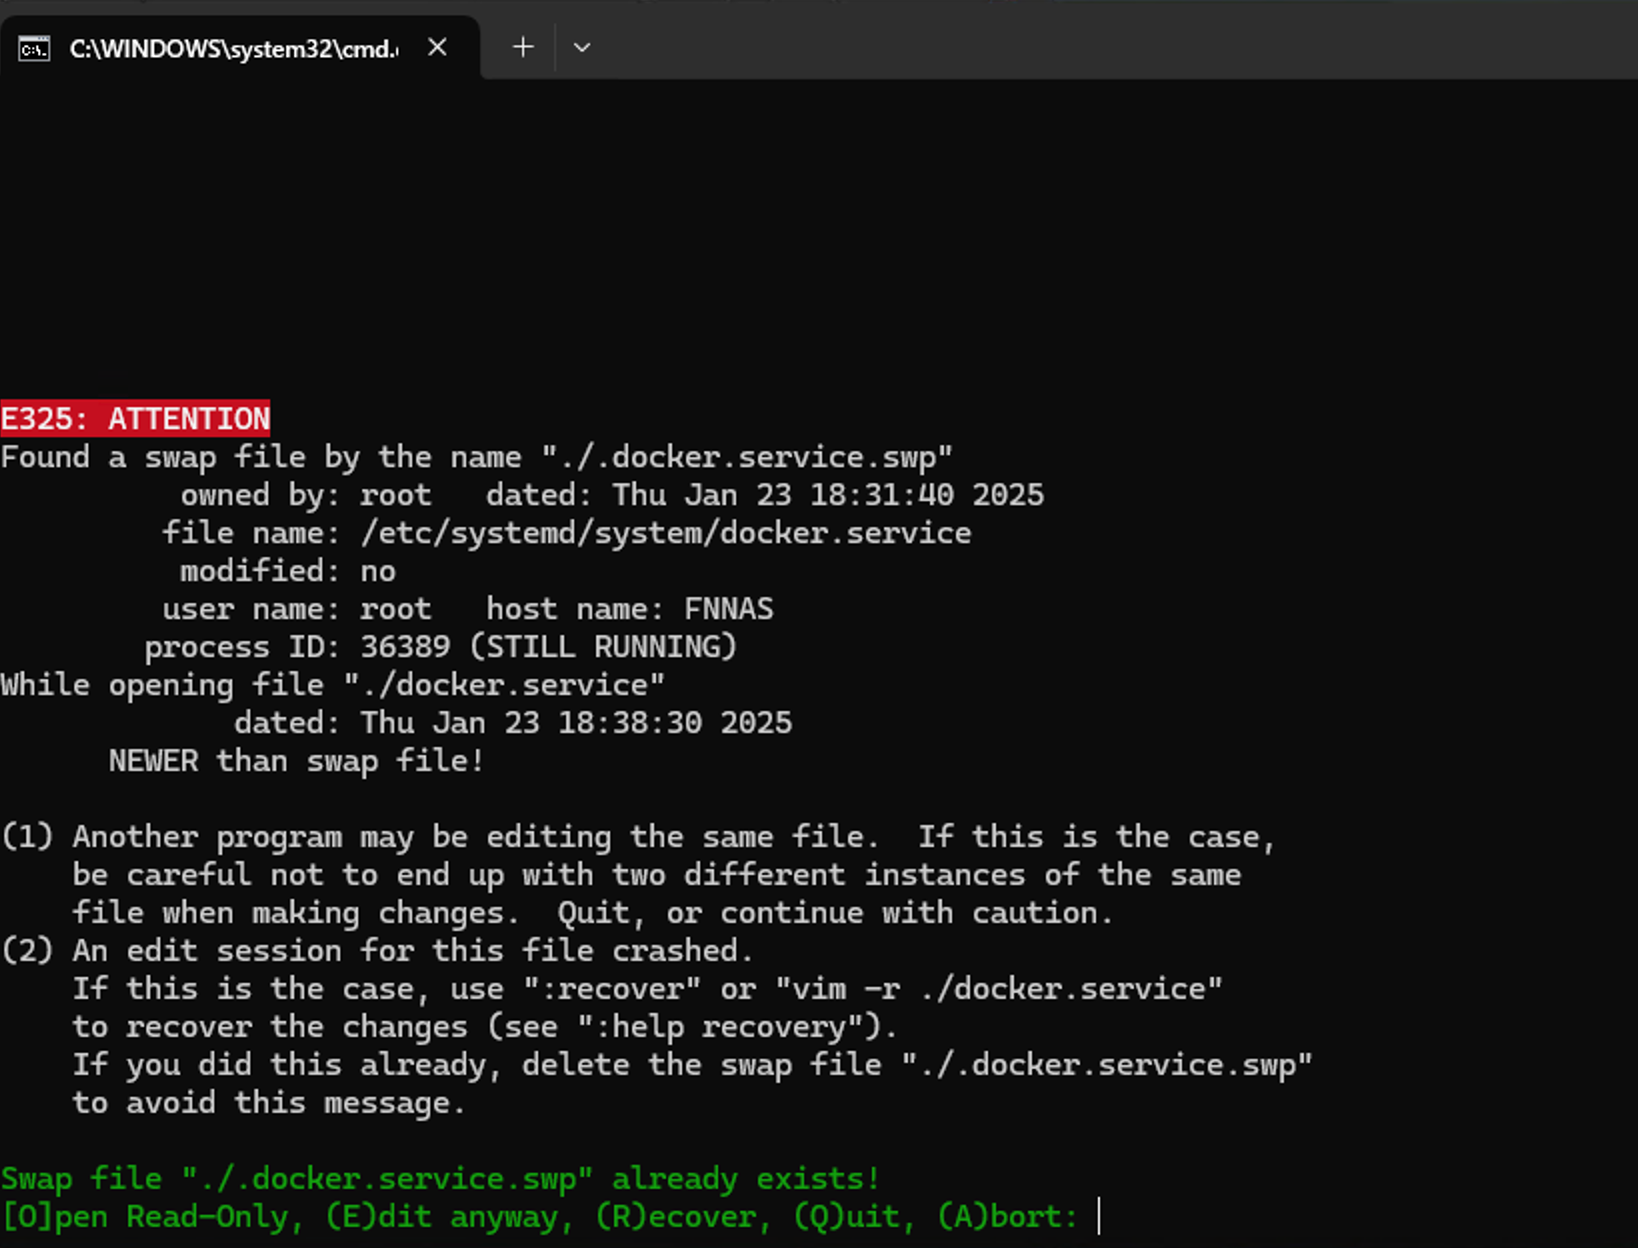 C:\WINDOWS\system32\cmd.
E325: ATTENTION
Found a swap file by the name "./.docker.service.swp"
owned by: root   dated: Thu Jan 23 18:31:40 2025
file name: /etc/systemd/system/docker.service
modified: no
user name: root   host name: FNNAS
process ID: 36389 (STILL RUNNING)
While opening file "./docker.service"
dated: Thu Jan 23 18:38:30 2025
NEWER than swap file!
(1) Another program may be editing the same file.  If this is the case,
be careful not to end up with two different instances of the same
file when making changes.  Quit, or continue with caution.
(2) An edit session for this file crashed.
If this is the case, use ":recover" or "vim -r ./docker.service"
to recover the changes (see ":help recovery").
If you did this already, delete the swap file "./.docker.service.swp"
to avoid this message.
Swap file "./.docker.service.swp" already exists!
[O]pen Read-Only, (E)dit anyway, (R)ecover, (Q)uit, (A)bort: